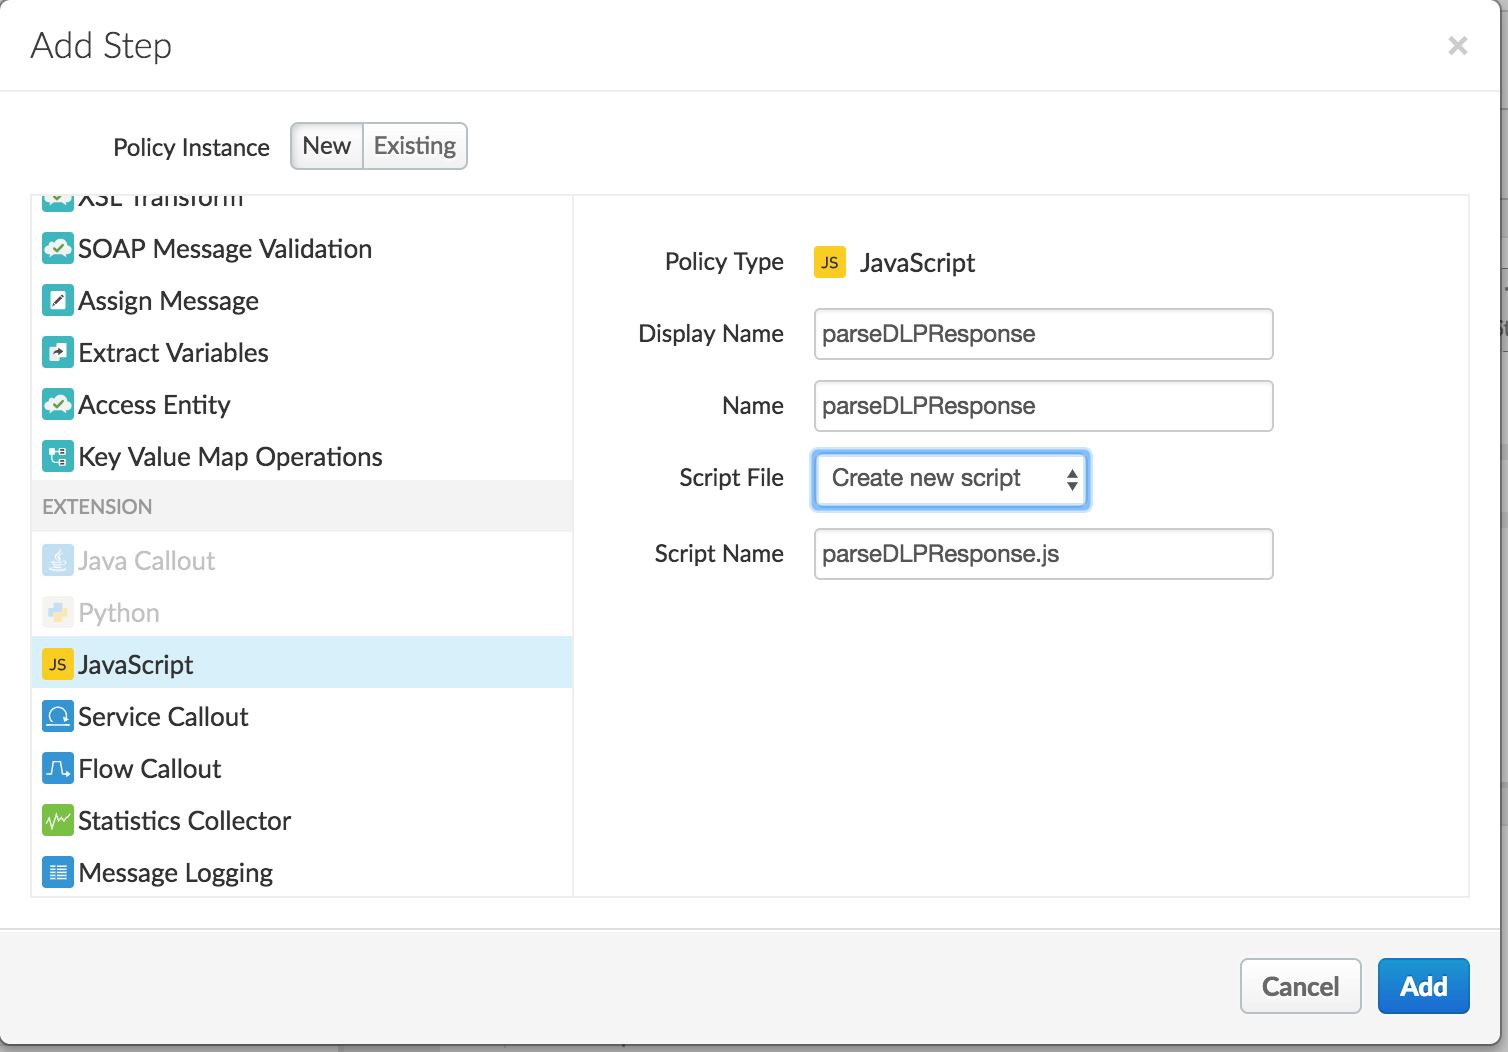 Add Step
×
Policy Instance New Existing
XSL Transform
SOAP Message Validation
Assign Message
Extract Variables
Access Entity
Key Value Map Operations
EXTENSION
Java Callout
Python
JS JavaScript
Service Callout
Flow Callout
Statistics Collector
Message Logging
Policy Type JS JavaScript
Display Name parseDLPResponse
Name parseDLPResponse
Script File Create new script
Script Name parseDLPResponse.js
Cancel Add